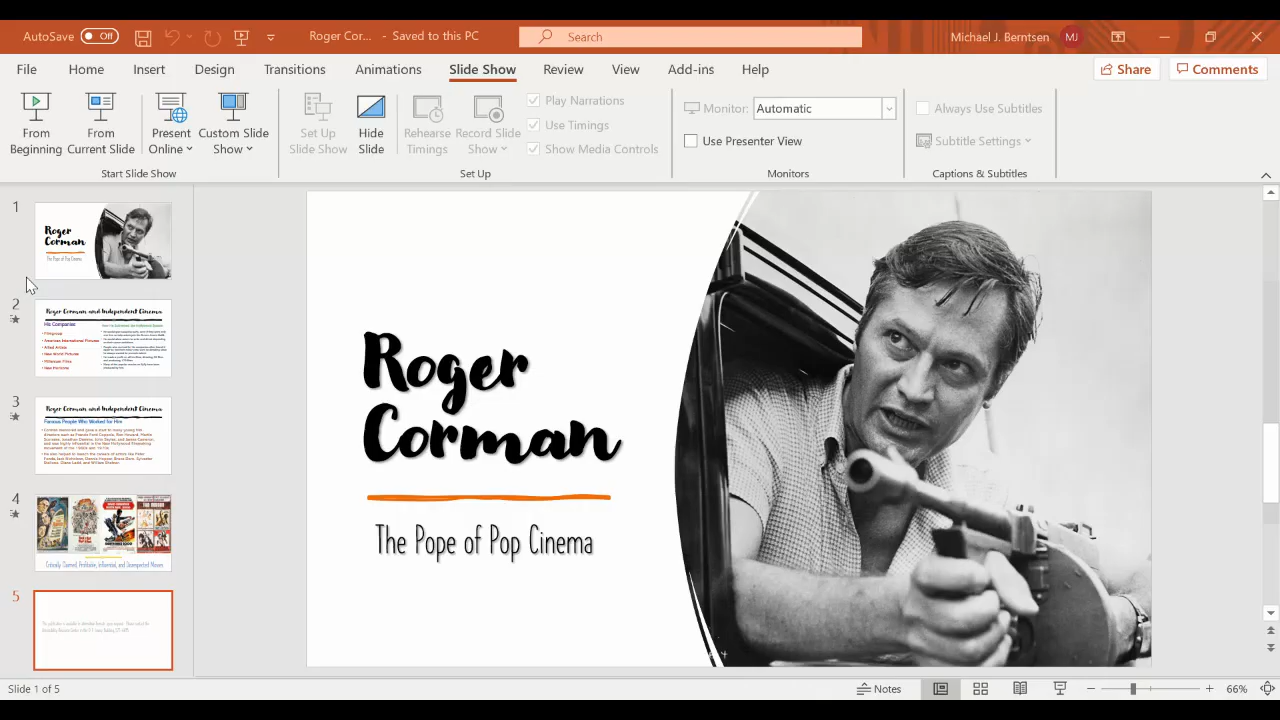 AutoSave Off Roger Cor... - Saved to this PC Search Michael J. Berntsen MJ
File Home Insert Design Transitions Animations Slide Show Review View Add-ins Help Share Comments
From Beginning
From Current Slide
Present Online
Custom Slide Show
Set Up Slide Show
Hide Slide
Rehearse Timings
Record Slide Show
Play Narrations
Use Timings
Show Media Controls
Monitor: Automatic
Use Presenter View
Always Use Subtitles
Subtitle Settings
Start Slide Show Set Up Monitors Captions & Subtitles
1
Roger
Corman
The Pope of Pop Cinema
2
Roger Corman and Independent Cinema
His Companies
Filmgroup
American International Pictures
Allied Artists
New World Pictures
Millennium Films
New Horizons
3
Roger Corman and Independent Cinema
Famous People Who Worked for Him
4
Critically Claimed, Profitable, Influential, and Unexpected Movies
5
Roger
Corman
The Pope of Pop Cinema
Slide 1 of 5 Notes 66%